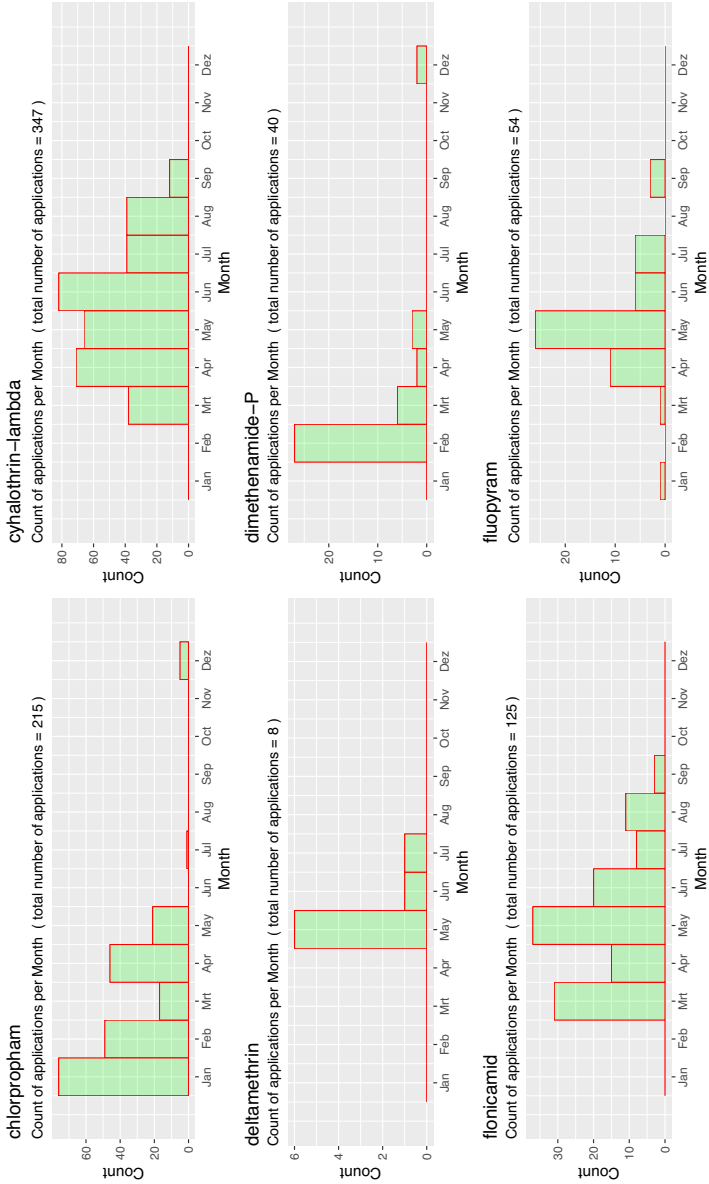 chlorpropham
Count of applications per Month ( total number of applications = 215 )
Count
0
20
40
60
Jan Feb Mrt Apr May Jun Jul Aug Sep Oct Nov Dez
Month
cyhalothrin−lambda
Count of applications per Month ( total number of applications = 347 )
Count
0
20
40
60
80
Jan Feb Mrt Apr May Jun Jul Aug Sep Oct Nov Dez
Month
deltamethrin
Count of applications per Month ( total number of applications = 8 )
Count
0
2
4
6
Jan Feb Mrt Apr May Jun Jul Aug Sep Oct Nov Dez
Month
dimethenamide−P
Count of applications per Month ( total number of applications = 40 )
Count
0
10
20
Jan Feb Mrt Apr May Jun Jul Aug Sep Oct Nov Dez
Month
flonicamid
Count of applications per Month ( total number of applications = 125 )
Count
0
10
20
30
Jan Feb Mrt Apr May Jun Jul Aug Sep Oct Nov Dez
Month
fluopyram
Count of applications per Month ( total number of applications = 54 )
Count
0
10
20
Jan Feb Mrt Apr May Jun Jul Aug Sep Oct Nov Dez
Month